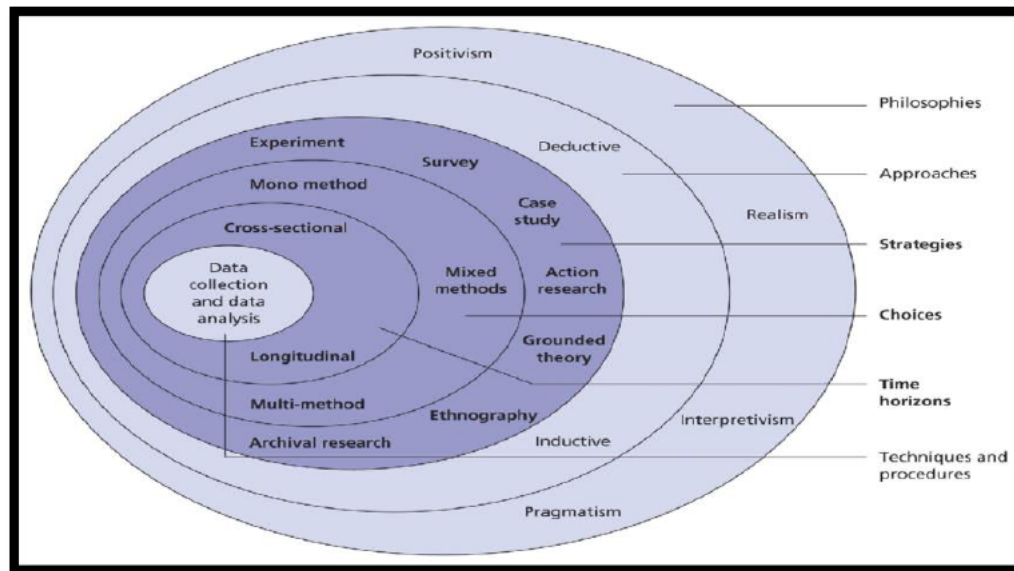 Positivism
Philosophies
Experiment
Survey
Deductive
Approaches
Mono method
Case
study
Realism
Cross-sectional
Strategies
Data
collection
and data
analysis
Mixed
methods
Action
research
Choices
Grounded
theory
Longitudinal
Time
horizons
Multi-method
Ethnography
Interpretivism
Archival research
Inductive
Techniques and
procedures
Pragmatism